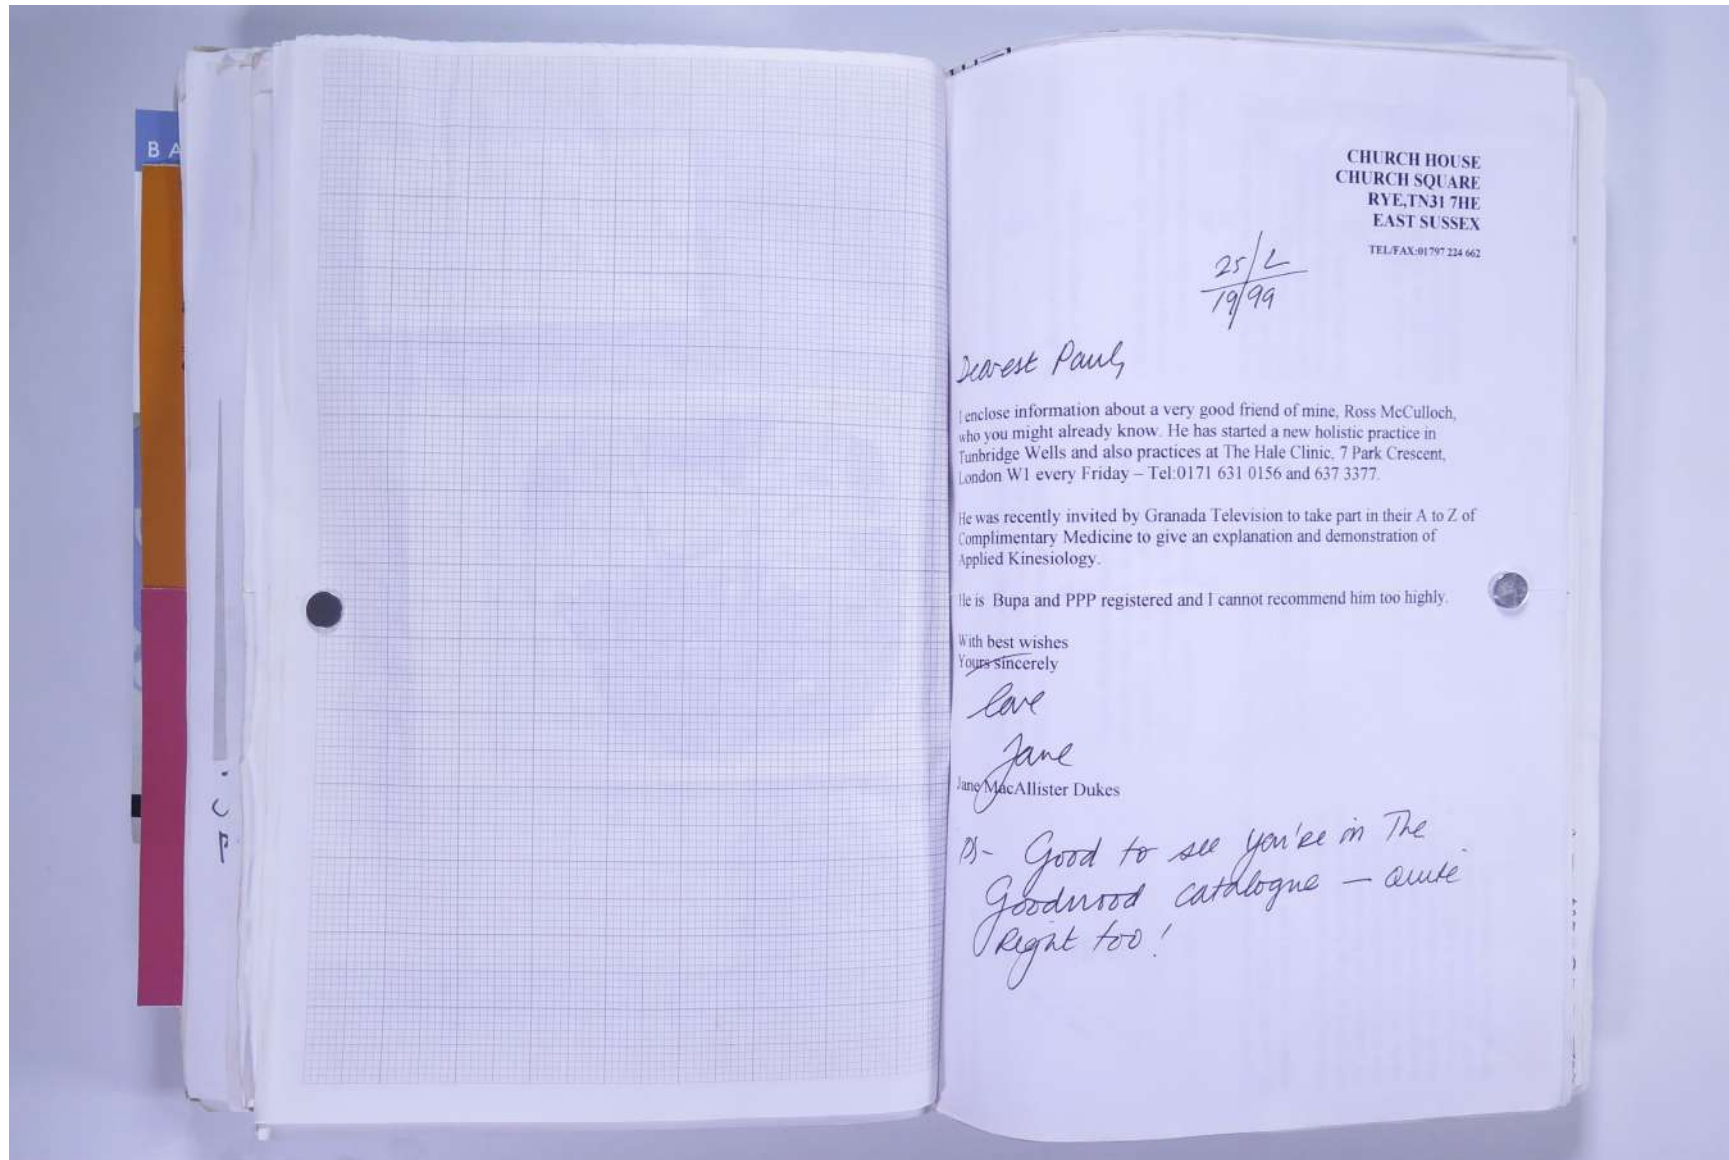 B A
CHURCH HOUSE
CHURCH SQUARE
RYE,TN31 7HE
EAST SUSSEX
TEL/FAX:01797 224 662
25/2
19/99
Dearest Paul,
I enclose information about a very good friend of mine, Ross McCulloch,
who you might already know. He has started a new holistic practice in
Tunbridge Wells and also practices at The Hale Clinic, 7 Park Crescent,
London W1 every Friday – Tel:0171 631 0156 and 637 3377.
He was recently invited by Granada Television to take part in their A to Z of
Complimentary Medicine to give an explanation and demonstration of
Applied Kinesiology.
He is Bupa and PPP registered and I cannot recommend him too highly.
With best wishes
Yours sincerely
love
Jane
Jane MacAllister Dukes
PS- Good to see you're in The
Goodwood catalogue — Quite
Right too!